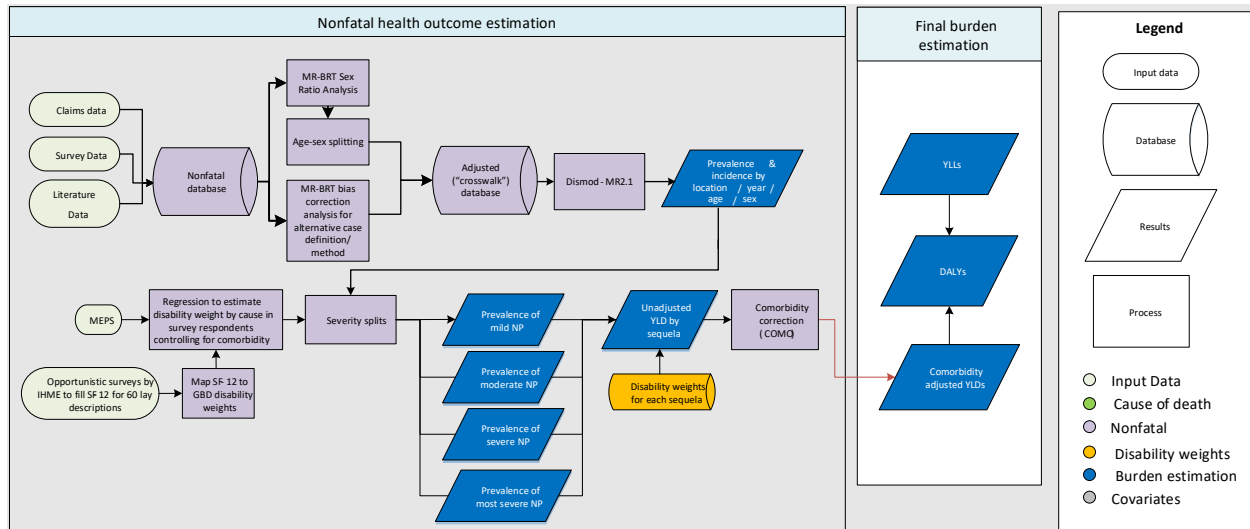 Nonfatal health outcome estimation
Claims data
Survey Data
Literature
Data
Nonfatal
database
MR-BRT Sex
Ratio Analysis
Age-sex splitting
MR-BRT bias
correction
analysis for
alternative case
definition/
method
Adjusted
("crosswalk")
database
Dismod - MR2.1
Prevalence &
incidence by
location / year /
age / sex
MEPS
Regression to estimate
disability weight by cause in
survey respondents
controlling for comorbidity
Opportunistic surveys by
IHME to fill SF 12 for 60 lay
descriptions
Map SF 12 to
GBD disability
weights
Severity splits
Prevalence of
mild NP
Prevalence of
moderate NP
Prevalence of
severe NP
Prevalence of
most severe NP
Unadjusted
YLD by
sequela
Disability weights
for each sequela
Comorbidity
correction
(COMO)
Final burden
estimation
YLLs
DALYs
Comorbidity
adjusted YLDs
Legend
Input data
Database
Results
Process
Input Data
Cause of death
Nonfatal
Disability weights
Burden estimation
Covariates